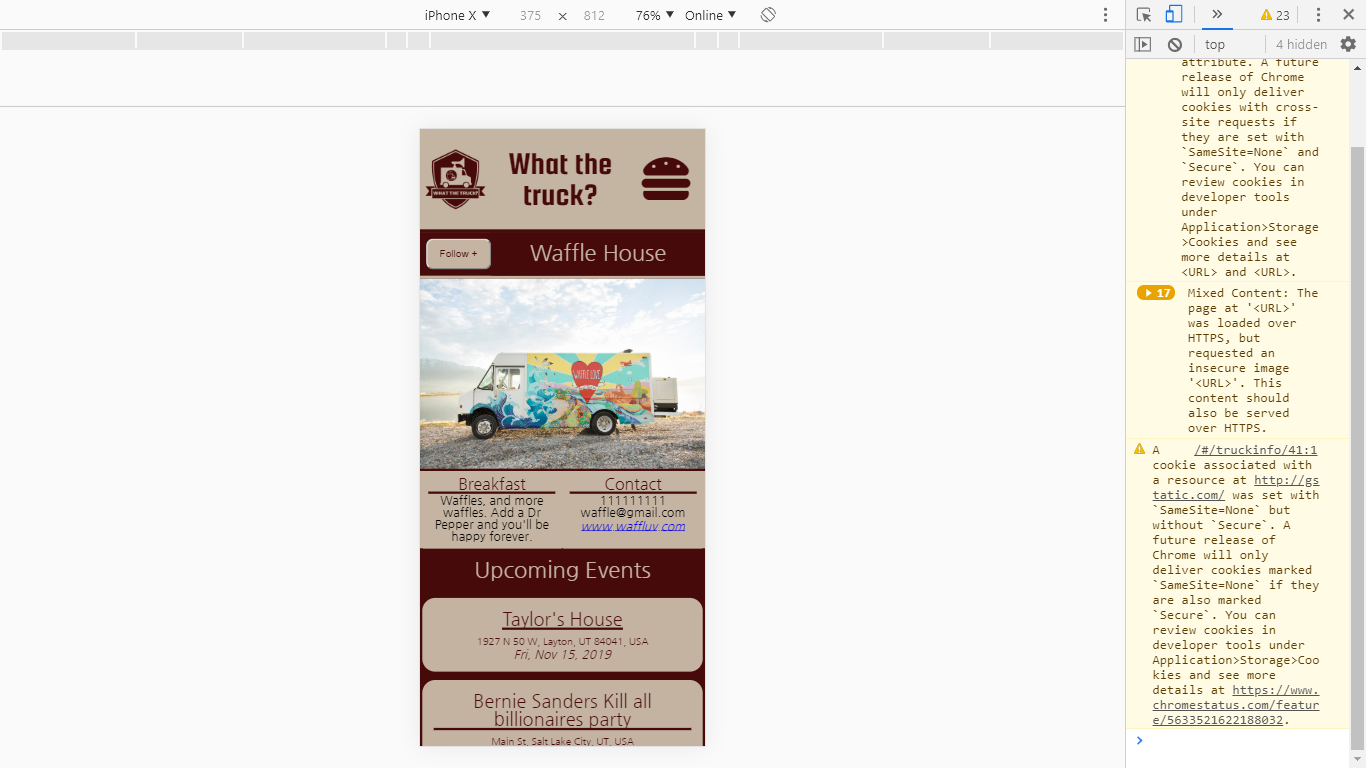 iPhone X ▼ 375 × 812 76% ▼ Online ▼
23
top 4 hidden
WHAT THE TRUCK?
What the
truck?
Follow +
Waffle House
WAFFLE LOVE
Breakfast
Waffles, and more
waffles. Add a Dr
Pepper and you'll be
happy forever.
Contact
111111111
waffle@gmail.com
www.waffluv.com
Upcoming Events
Taylor's House
1927 N 50 W, Layton, UT 84041, USA
Fri, Nov 15, 2019
Bernie Sanders Kill all
billionaires party
Main St, Salt Lake City, UT, USA
attribute. A future
release of Chrome
will only deliver
cookies with cross-
site requests if
they are set with
`SameSite=None` and
`Secure`. You can
review cookies in
developer tools
under
Application>Storage
>Cookies and see
more details at
<URL> and <URL>.
17 Mixed Content: The
page at '<URL>'
was loaded over
HTTPS, but
requested an
insecure image
'<URL>'. This
content should
also be served
over HTTPS.
A /#/truckinfo/41:1
cookie associated with
a resource at http://gs
tatic.com/ was set with
`SameSite=None` but
without `Secure`. A
future release of
Chrome will only
deliver cookies marked
`SameSite=None` if they
are also marked
`Secure`. You can
review cookies in
developer tools under
Application>Storage>Coo
kies and see more
details at https://www.
chromestatus.com/featur
e/5633521622188032.